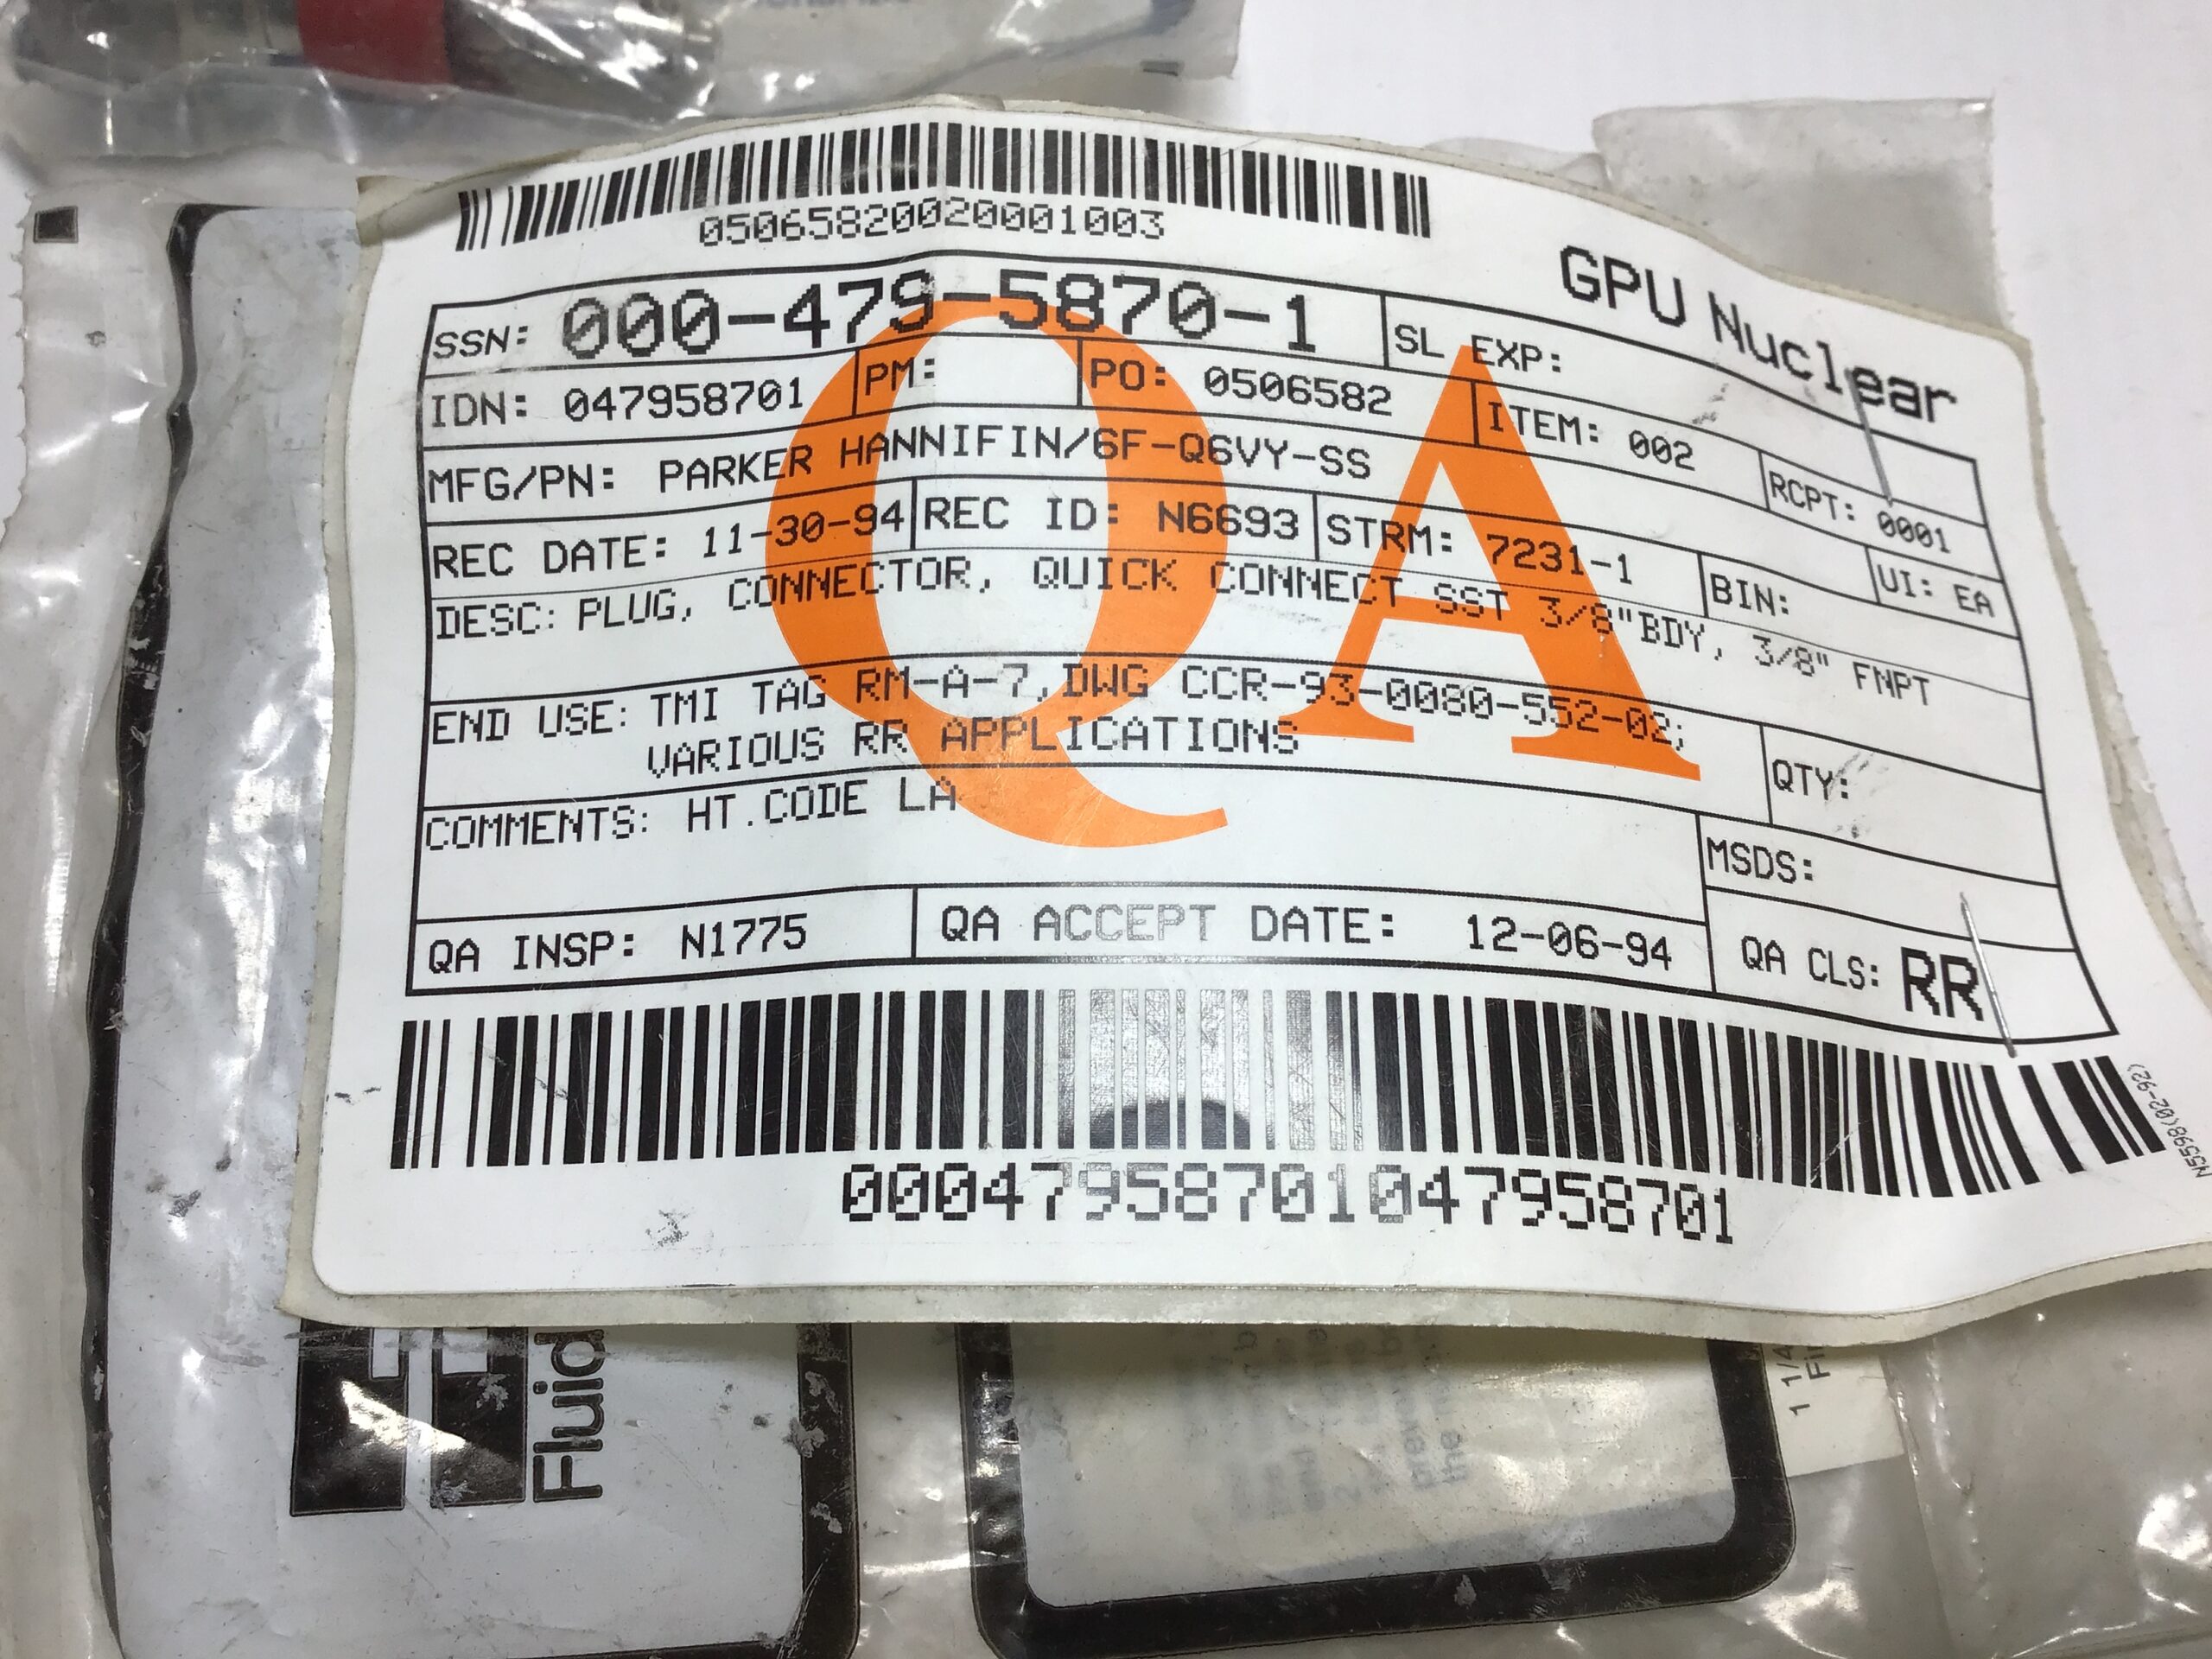 05065820020001003
GPU Nuclear
SSN: 000-479-5870-1
SL EXP:
IDN: 047958701
PM:
PO: 0506582
ITEM: 002
RCPT: 0001
MFG/PN: PARKER HANNIFIN/6F-Q6VY-SS
REC DATE: 11-30-94
REC ID: N6693
STRM: 7231-1
BIN:
UI: EA
DESC: PLUG, CONNECTOR, QUICK CONNECT SST 3/8"BDY, 3/8" FNPT
END USE: TMI TAG RM-A-7,DWG CCR-93-0080-552-02;
VARIOUS RR APPLICATIONS
QTY:
COMMENTS: HT.CODE LA
MSDS:
QA INSP: N1775
QA ACCEPT DATE: 12-06-94
QA CLS: RR
QA
00047958701047958701
N5598(02-92)
Fluid
1 1/4